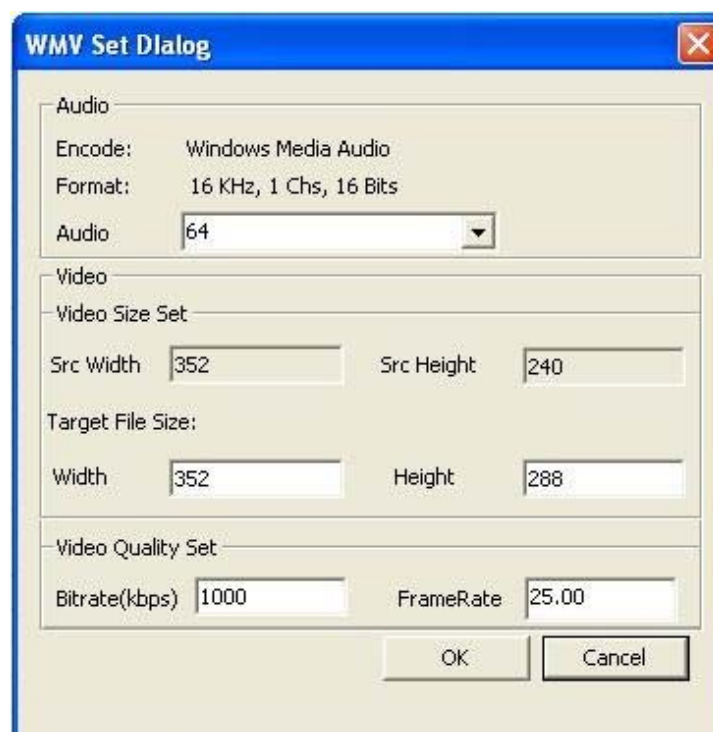 WMV Set DIalog
Audio
Encode: Windows Media Audio
Format: 16 KHz, 1 Chs, 16 Bits
Audio 64
Video
Video Size Set
Src Width 352 Src Height 240
Target File Size:
Width 352 Height 288
Video Quality Set
Bitrate(kbps) 1000 FrameRate 25.00
OK Cancel